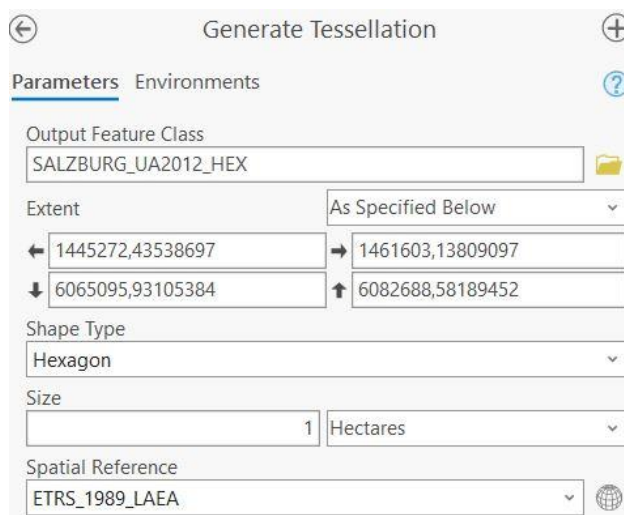 Generate Tessellation
Parameters Environments
Output Feature Class
SALZBURG_UA2012_HEX
Extent As Specified Below
1445272,43538697 1461603,13809097
6065095,93105384 6082688,58189452
Shape Type
Hexagon
Size
1 Hectares
Spatial Reference
ETRS_1989_LAEA